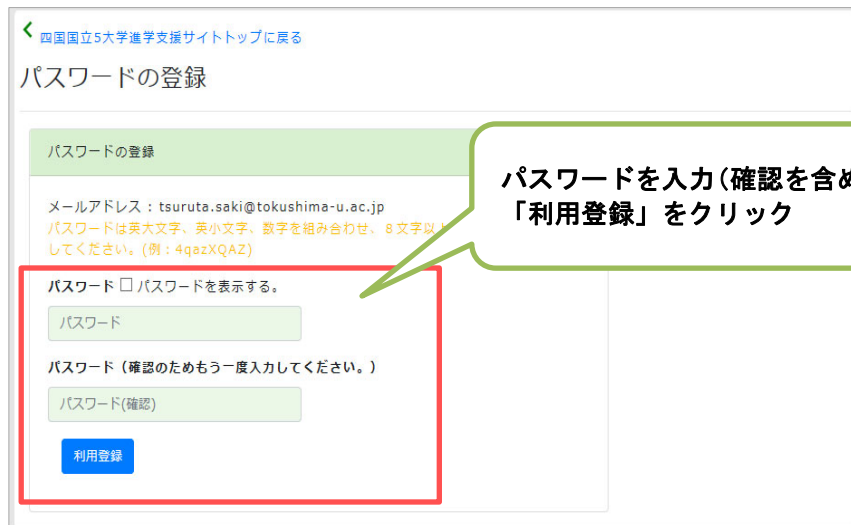 四国国立5大学進学支援サイトトップに戻る
パスワードの登録
パスワードの登録
メールアドレス：tsuruta.saki@tokushima-u.ac.jp
パスワードは英大文字、英小文字、数字を組み合わせ、８文字以
してください。(例：4qazXQAZ)
パスワードを入力（確認を含め
「利用登録」をクリック
パスワード □ パスワードを表示する。
パスワード
パスワード（確認のためもう一度入力してください。）
パスワード(確認)
利用登録